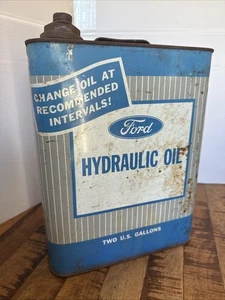 CHANGE OIL AT
RECOMMENDED
INTERVALS!
Ford
HYDRAULIC OIL
TWO U.S. GALLONS